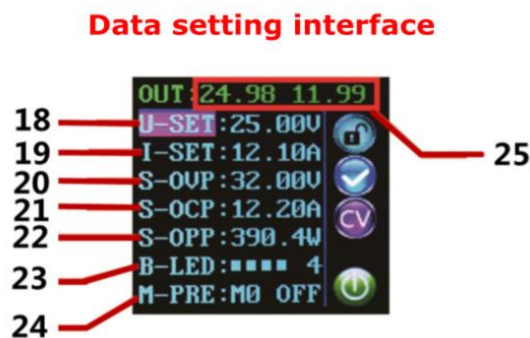 Data setting interface
OUT:24.98 11.99
18 U-SET:25.00V
19 I-SET:12.10A
20 S-OVP:32.00V
21 S-OCP:12.20A
22 S-OPP:390.4W
23 B-LED:▪▪▪▪ 4
24 M-PRE:M0 OFF
CV
25